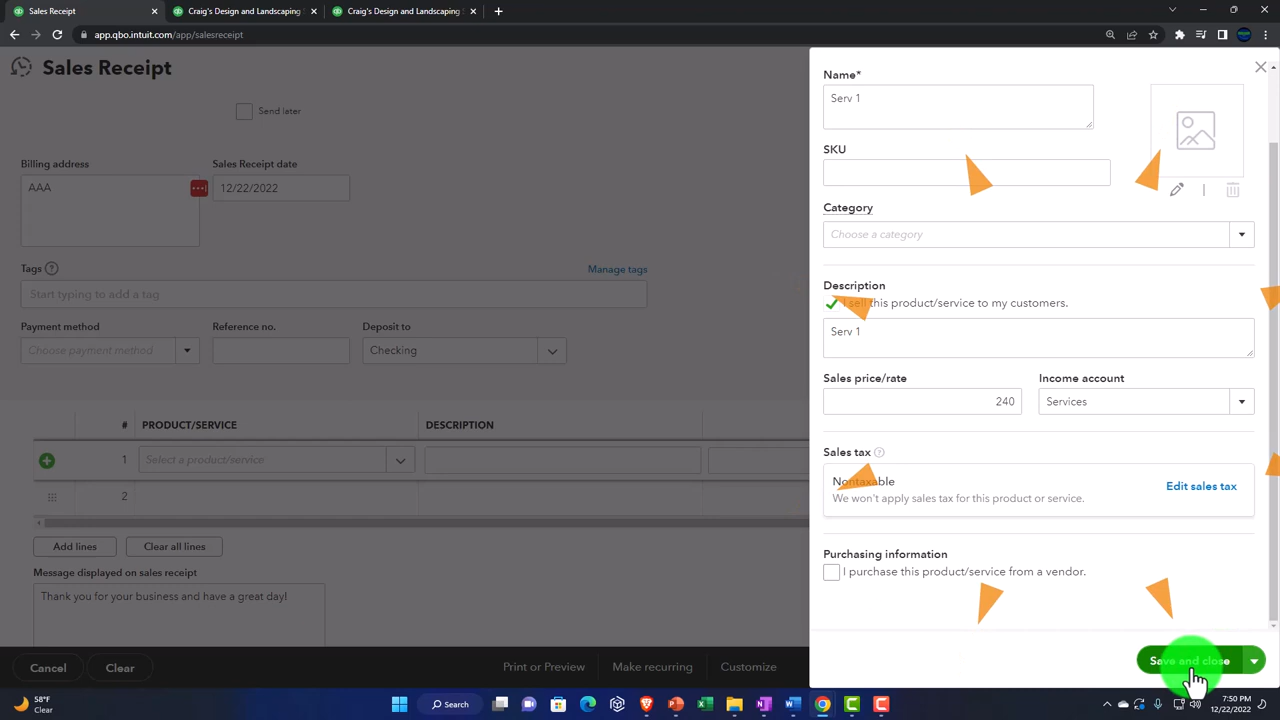 Sales Receipt
Craig's Design and Landscaping S
Craig's Design and Landscaping S
app.qbo.intuit.com/app/salesreceipt
Sales Receipt
Send later
Billing address
Sales Receipt date
AAA
12/22/2022
Tags
Manage tags
Start typing to add a tag
Payment method
Reference no.
Deposit to
Choose payment method
Checking
# PRODUCT/SERVICE DESCRIPTION
1 Select a product/service
2
Add lines
Clear all lines
Message displayed on sales receipt
Thank you for your business and have a great day!
Cancel
Clear
Print or Preview
Make recurring
Customize
Name*
Serv 1
SKU
Category
Choose a category
Description
I sell this product/service to my customers.
Serv 1
Sales price/rate
Income account
240
Services
Sales tax
Nontaxable
We won't apply sales tax for this product or service.
Edit sales tax
Purchasing information
I purchase this product/service from a vendor.
Save and close
58°F
Clear
Search
7:50 PM
12/22/2022